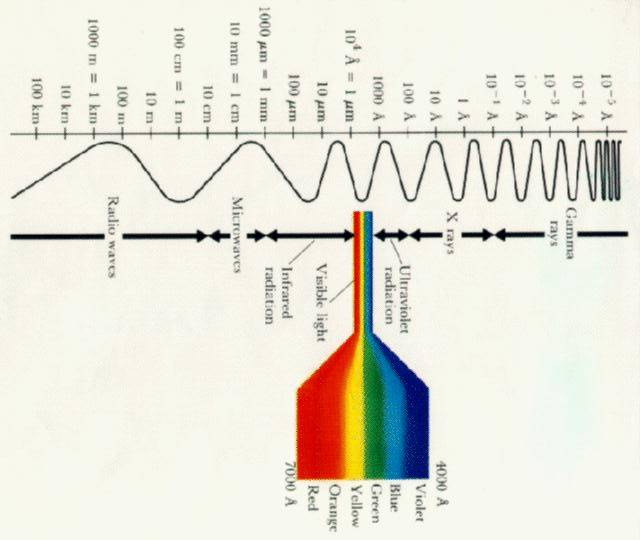 10⁻⁵ Å
10⁻⁴ Å
10⁻³ Å
10⁻² Å
10⁻¹ Å
1 Å
10 Å
100 Å
1000 Å
10⁴ Å = 1 μm
10 μm
100 μm
1000 μm = 1 mm
10 mm = 1 cm
10 cm
100 cm = 1 m
10 m
100 m
1000 m = 1 km
10 km
100 km
Gamma
rays
X rays
Ultraviolet
radiation
Visible light
Infrared
radiation
Microwaves
Radio waves
4000 Å
Violet
Blue
Green
Yellow
Orange
Red
7000 Å